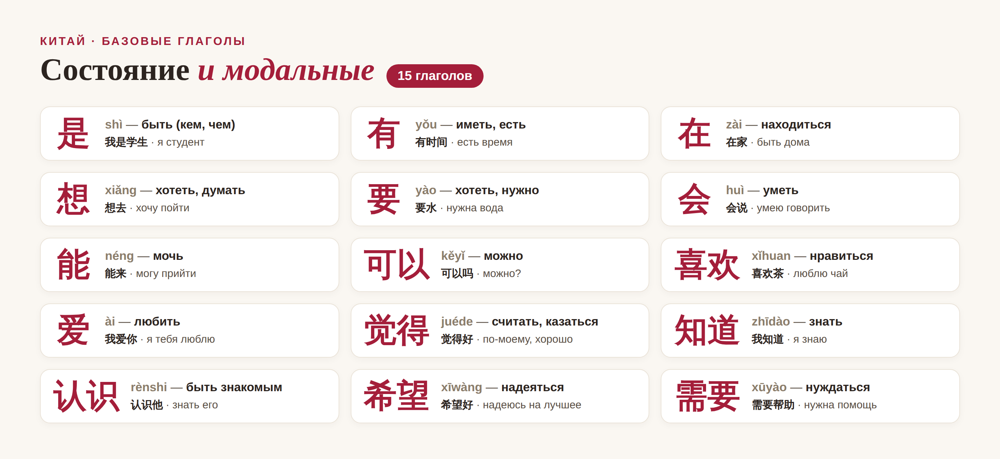 КИТАЙ · БАЗОВЫЕ ГЛАГОЛЫ
Состояние и модальные 15 глаголов
是 shì — быть (кем, чем)
我是学生 · я студент
有 yǒu — иметь, есть
有时间 · есть время
在 zài — находиться
在家 · быть дома
想 xiǎng — хотеть, думать
想去 · хочу пойти
要 yào — хотеть, нужно
要水 · нужна вода
会 huì — уметь
会说 · умею говорить
能 néng — мочь
能来 · могу прийти
可以 kěyǐ — можно
可以吗 · можно?
喜欢 xǐhuan — нравиться
喜欢茶 · люблю чай
爱 ài — любить
我爱你 · я тебя люблю
觉得 juéde — считать, казаться
觉得好 · по-моему, хорошо
知道 zhīdào — знать
我知道 · я знаю
认识 rènshi — быть знакомым
认识他 · знать его
希望 xīwàng — надеяться
希望好 · надеюсь на лучшее
需要 xūyào — нуждаться
需要帮助 · нужна помощь